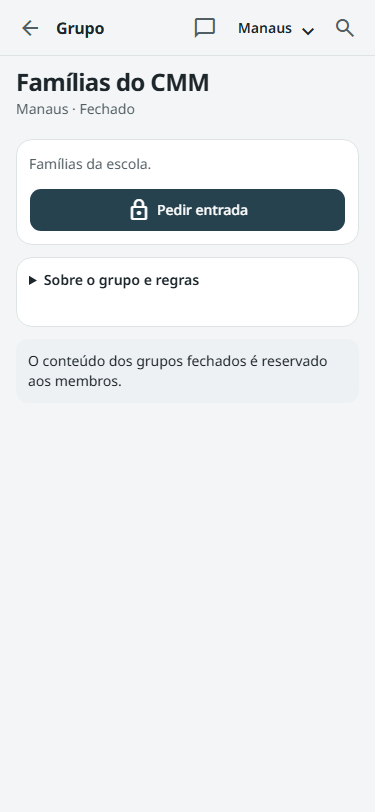 Grupo
Manaus
Famílias do CMM
Manaus · Fechado
Famílias da escola.
Pedir entrada
Sobre o grupo e regras
O conteúdo dos grupos fechados é reservado
aos membros.